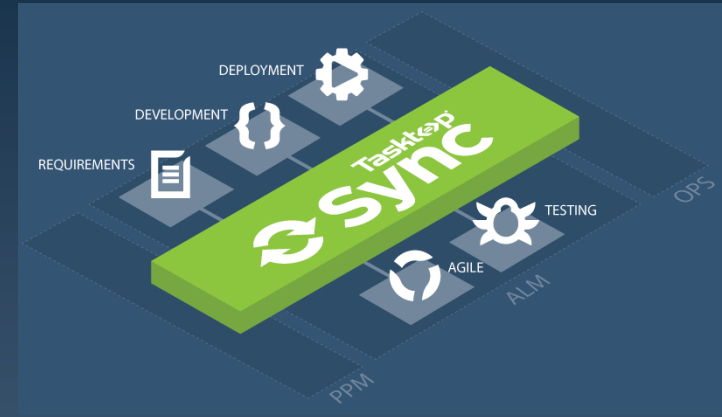 DEPLOYMENT
DEVELOPMENT
REQUIREMENTS
Tasktop®
Sync
TESTING
AGILE
OPS
ALM
PPM